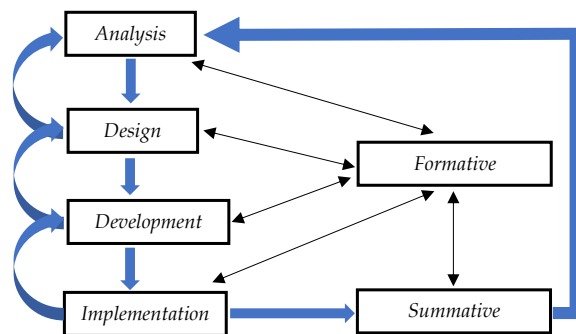 Analysis
Design
Formative
Development
Implementation
Summative